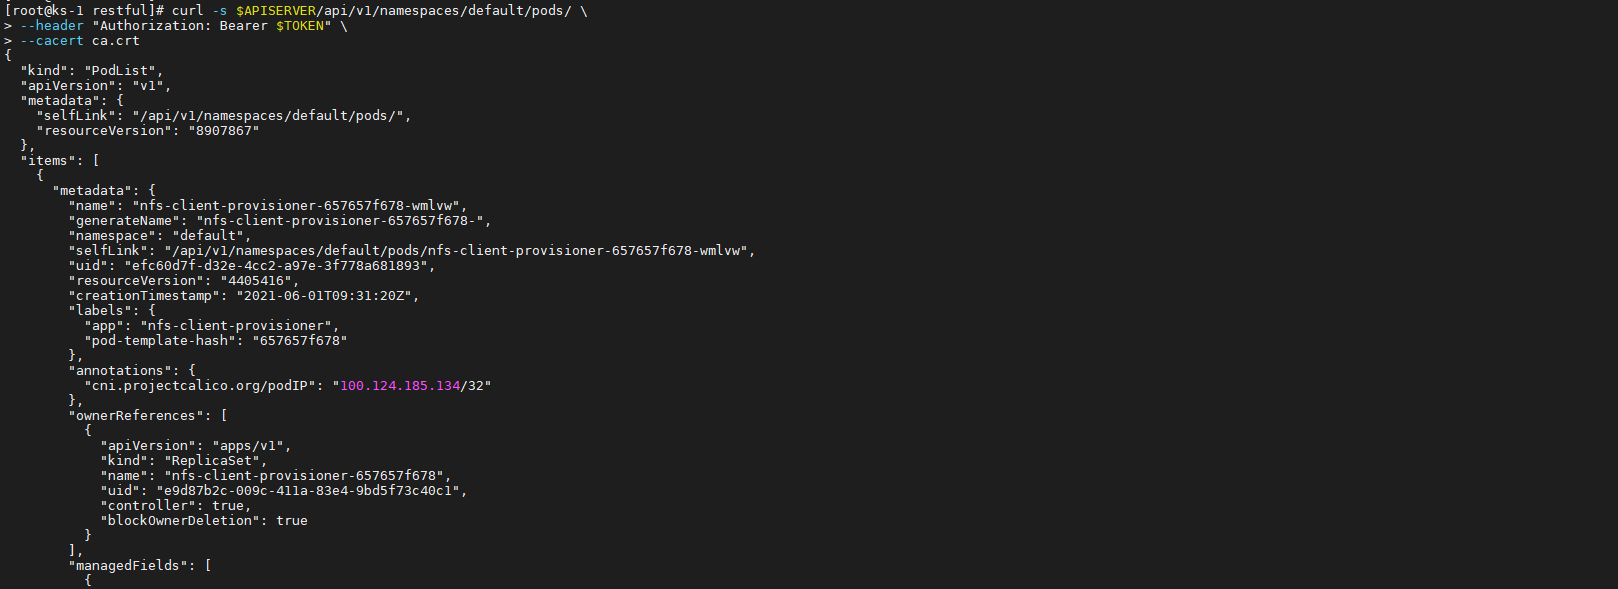 [root@ks-1 restful]# curl -s $APISERVER/api/v1/namespaces/default/pods/ \
> --header "Authorization: Bearer $TOKEN" \
> --cacert ca.crt
{
  "kind": "PodList",
  "apiVersion": "v1",
  "metadata": {
    "selfLink": "/api/v1/namespaces/default/pods/",
    "resourceVersion": "8907867"
  },
  "items": [
    {
      "metadata": {
        "name": "nfs-client-provisioner-657657f678-wmlvw",
        "generateName": "nfs-client-provisioner-657657f678-",
        "namespace": "default",
        "selfLink": "/api/v1/namespaces/default/pods/nfs-client-provisioner-657657f678-wmlvw",
        "uid": "efc60d7f-d32e-4cc2-a97e-3f778a681893",
        "resourceVersion": "4405416",
        "creationTimestamp": "2021-06-01T09:31:20Z",
        "labels": {
          "app": "nfs-client-provisioner",
          "pod-template-hash": "657657f678"
        },
        "annotations": {
          "cni.projectcalico.org/podIP": "100.124.185.134/32"
        },
        "ownerReferences": [
          {
            "apiVersion": "apps/v1",
            "kind": "ReplicaSet",
            "name": "nfs-client-provisioner-657657f678",
            "uid": "e9d87b2c-009c-411a-83e4-9bd5f73c40c1",
            "controller": true,
            "blockOwnerDeletion": true
          }
        ],
        "managedFields": [
          {